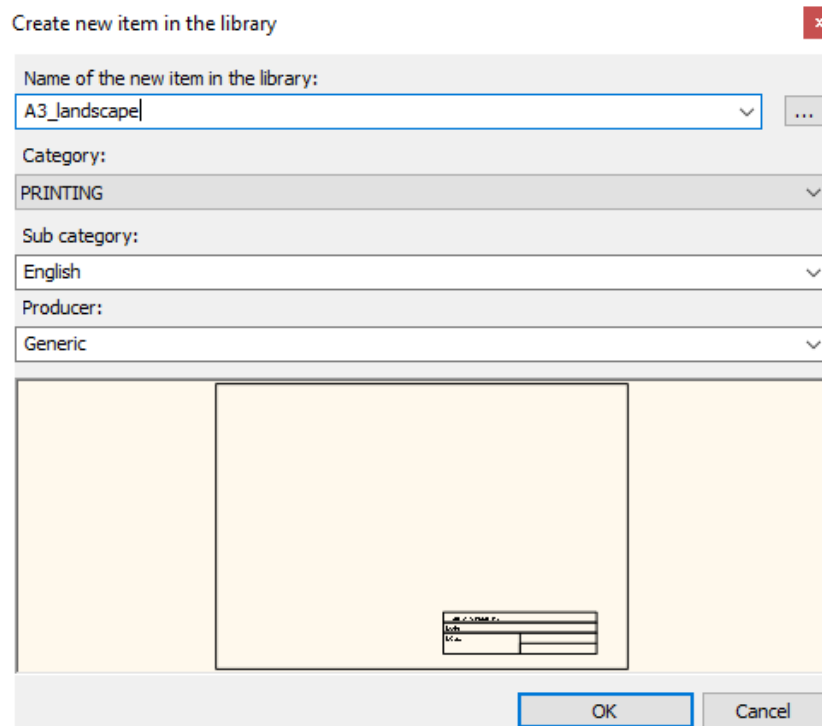 Create new item in the library
x
Name of the new item in the library:
A3_landscape
...
Category:
PRINTING
Sub category:
English
Producer:
Generic
OK
Cancel